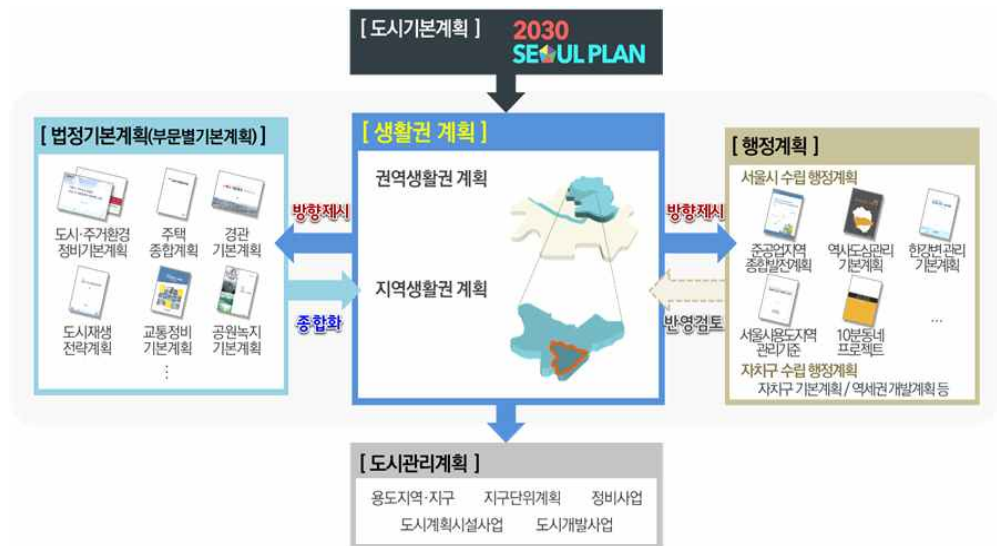 [ 도시기본계획 ]
2030
SEOUL PLAN
[ 법정기본계획(부문별기본계획) ]
도시·주거환경
정비기본계획
주택
종합계획
경관
기본계획
도시재생
전략계획
교통정비
기본계획
공원녹지
기본계획
⋮
방향제시
종합화
[ 생활권 계획 ]
권역생활권 계획
지역생활권 계획
방향제시
반영검토
[ 행정계획 ]
서울시 수립 행정계획
준공업지역
종합발전계획
역사도심관리
기본계획
한강변 관리
기본계획
서울시용도지역
관리기준
10분동네
프로젝트
…
자치구 수립 행정계획
자치구 기본계획 / 역세권 개발계획 등
[ 도시관리계획 ]
용도지역·지구 지구단위계획 정비사업
도시계획시설사업 도시개발사업